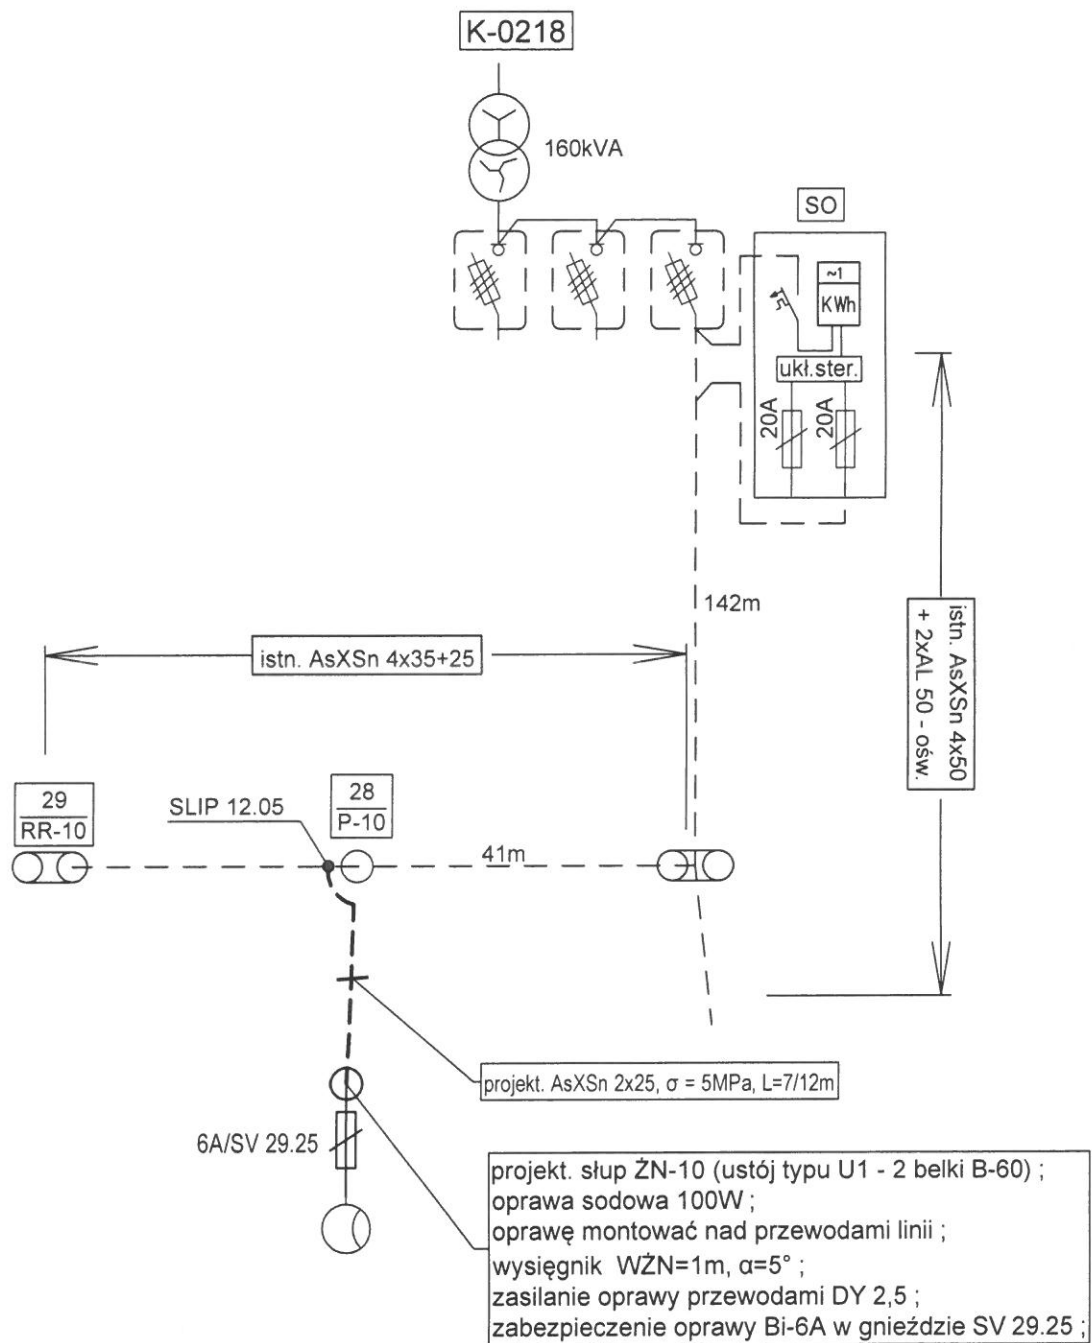 K-0218
160kVA
SO
~1
KWh
ukł.ster.
20A
20A
142m
istn. AsXSn 4x50
+ 2xAL 50 - ośw.
istn. AsXSn 4x35+25
29
RR-10
SLIP 12.05
28
P-10
41m
projekt. AsXSn 2x25, σ = 5MPa, L=7/12m
6A/SV 29.25
projekt. słup ŻN-10 (ustój typu U1 - 2 belki B-60) ;
oprawa sodowa 100W ;
oprawę montować nad przewodami linii ;
wysięgnik WŻN=1m, α=5° ;
zasilanie oprawy przewodami DY 2,5 ;
zabezpieczenie oprawy Bi-6A w gnieździe SV 29.25 ;